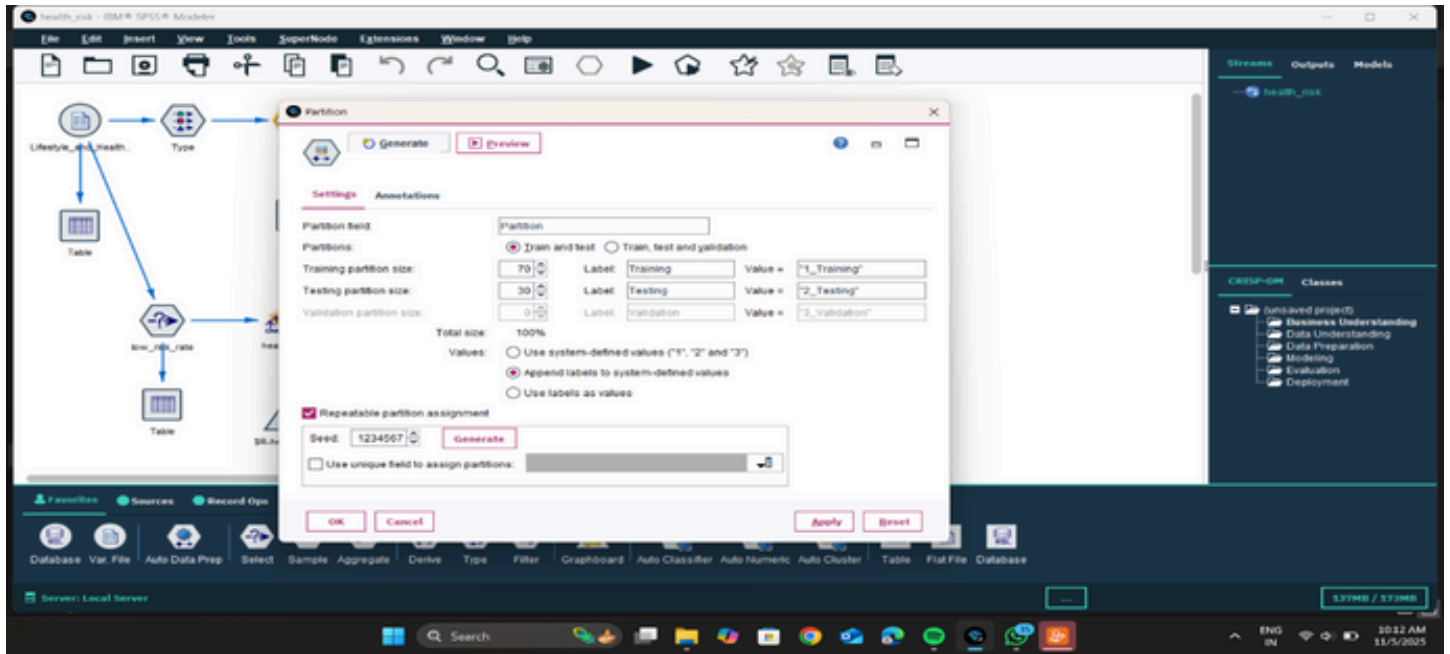 health_risk - IBM® SPSS® Modeler
File Edit Insert View Tools SuperNode Extensions Window Help
Streams Outputs Models
health_risk
Lifestyle_and_Health..
Type
Table
low_risk_rate
Table
Partition
Generate Preview
Settings Annotations
Partition field: Partition
Partitions: Train and test Train, test and validation
Training partition size: 70 Label: Training Value = "1_Training"
Testing partition size: 30 Label: Testing Value = "2_Testing"
Validation partition size: 0 Label: Validation Value = "3_Validation"
Total size: 100%
Values: Use system-defined values ("1", "2" and "3")
Append labels to system-defined values
Use labels as values
Repeatable partition assignment
Seed: 1234567 Generate
Use unique field to assign partitions:
OK Cancel Apply Reset
CRISP-DM Classes
(unsaved project)
Business Understanding
Data Understanding
Data Preparation
Modeling
Evaluation
Deployment
Favorites Sources Record Ops
Database Var. File Auto Data Prep Select Sample Aggregate Derive Type Filter Graphboard Auto Classifier Auto Numeric Auto Cluster Table Flat File Database
Server: Local Server
... 137MB / 173MB
Search
ENG
IN
10:12 AM
11/5/2025